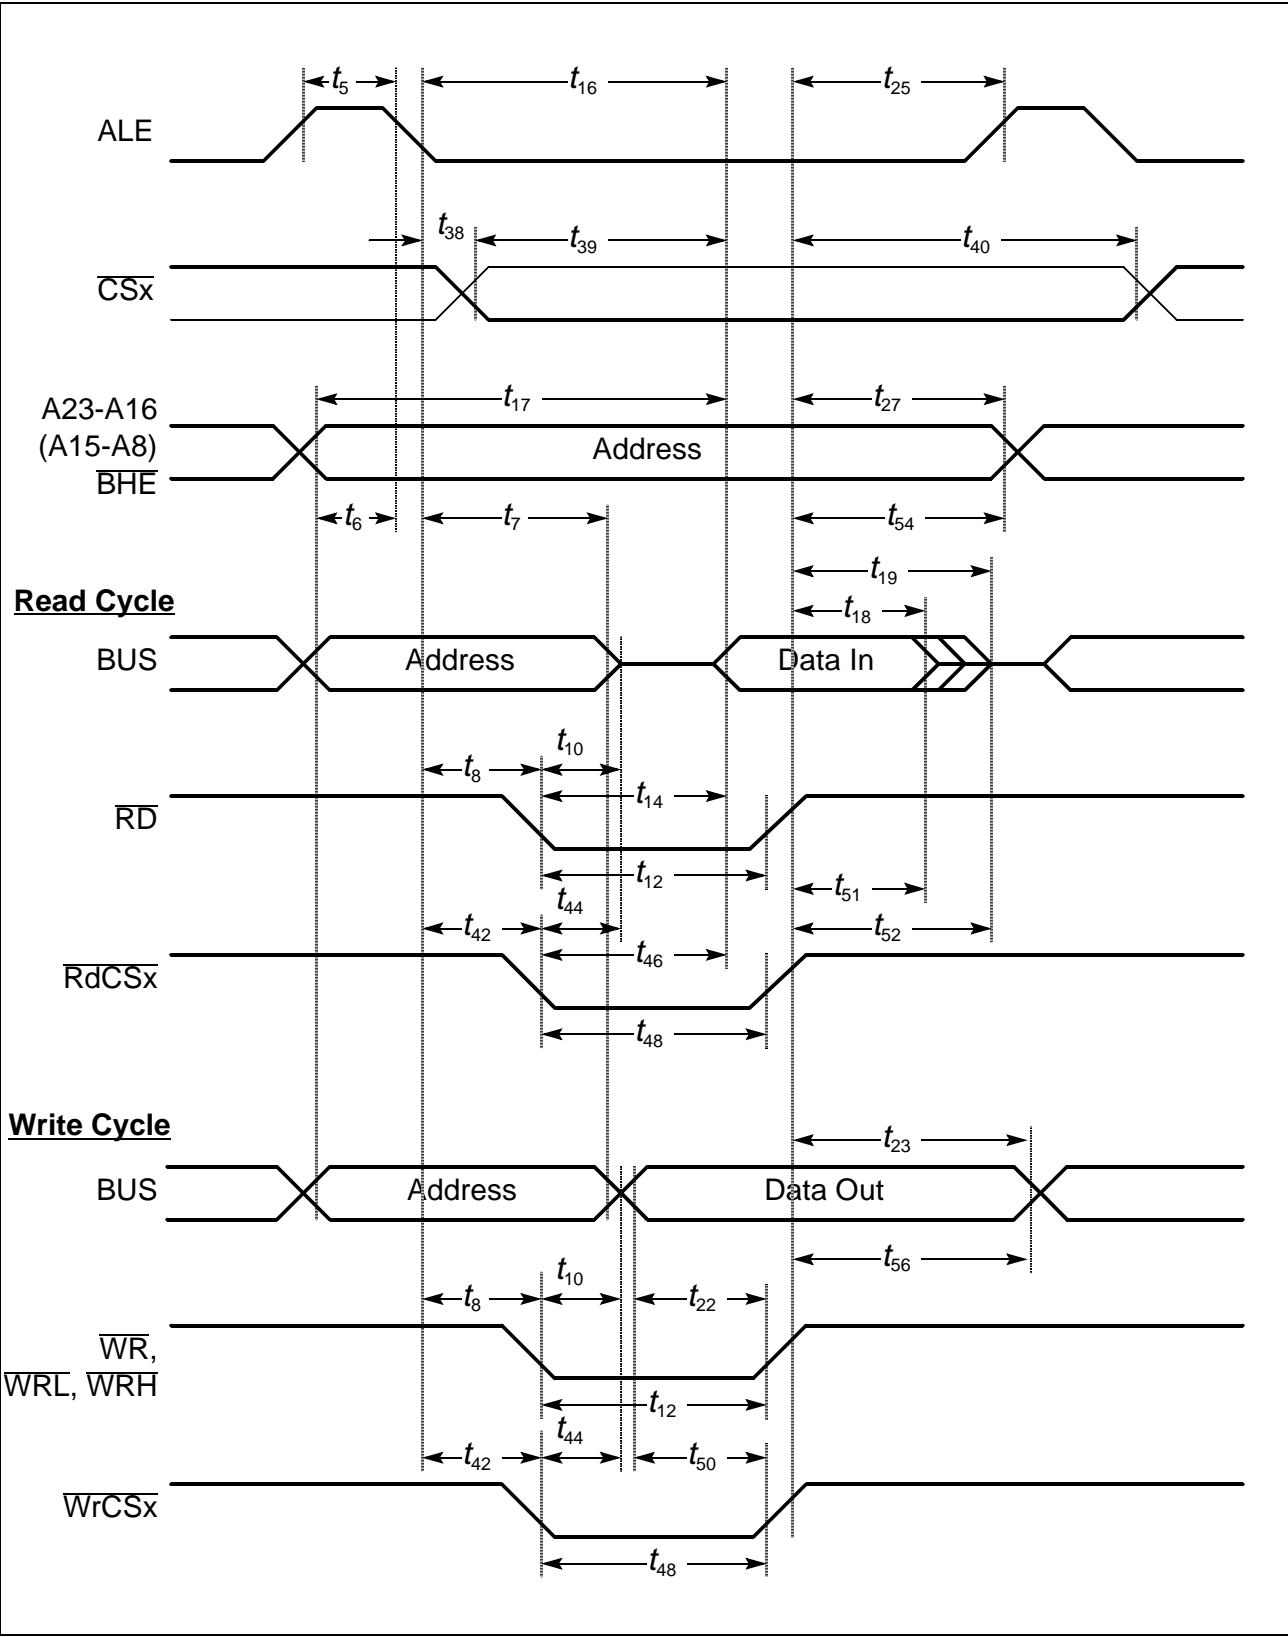 t5 t16 t25
ALE
t38 t39 t40
CSx
t17 t27
A23-A16
(A15-A8)
BHE
Address
t6 t7 t54
t19
Read Cycle
t18
BUS Address Data In
t10
t8
t14
RD
t12
t51
t44
t42 t52
t46
RdCSx
t48
Write Cycle
t23
BUS Address Data Out
t56
t10
t8 t22
WR,
WRL, WRH
t12
t44
t42 t50
WrCSx
t48